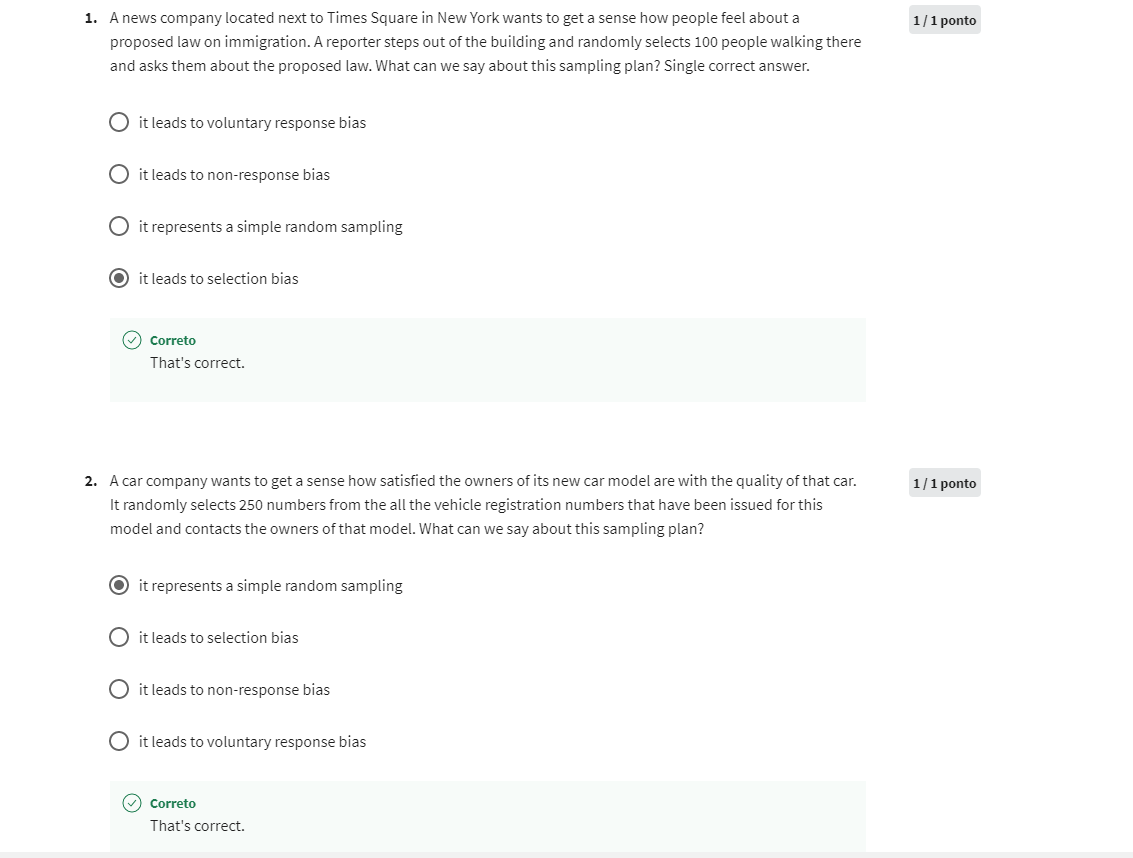 1. A news company located next to Times Square in New York wants to get a sense how people feel about a
1 / 1 ponto
proposed law on immigration. A reporter steps out of the building and randomly selects 100 people walking there
and asks them about the proposed law. What can we say about this sampling plan? Single correct answer.
it leads to voluntary response bias
it leads to non-response bias
it represents a simple random sampling
it leads to selection bias
Correto
That's correct.
2. A car company wants to get a sense how satisfied the owners of its new car model are with the quality of that car.
1 / 1 ponto
It randomly selects 250 numbers from the all the vehicle registration numbers that have been issued for this
model and contacts the owners of that model. What can we say about this sampling plan?
it represents a simple random sampling
it leads to selection bias
it leads to non-response bias
it leads to voluntary response bias
Correto
That's correct.